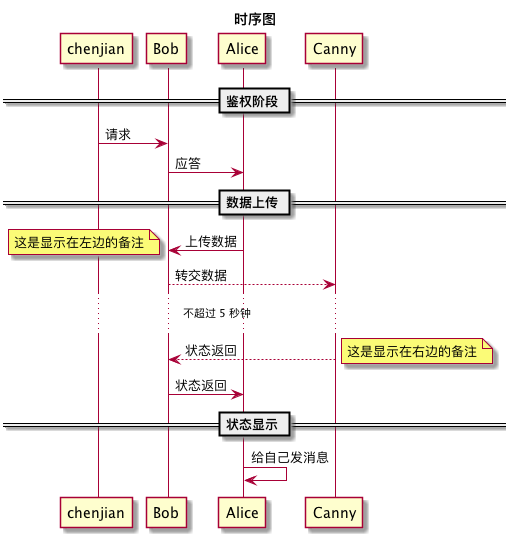 时序图
chenjian Bob Alice Canny
鉴权阶段
请求
应答
数据上传
这是显示在左边的备注 上传数据
转交数据
不超过 5 秒钟
状态返回 这是显示在右边的备注
状态返回
状态显示
给自己发消息
chenjian Bob Alice Canny